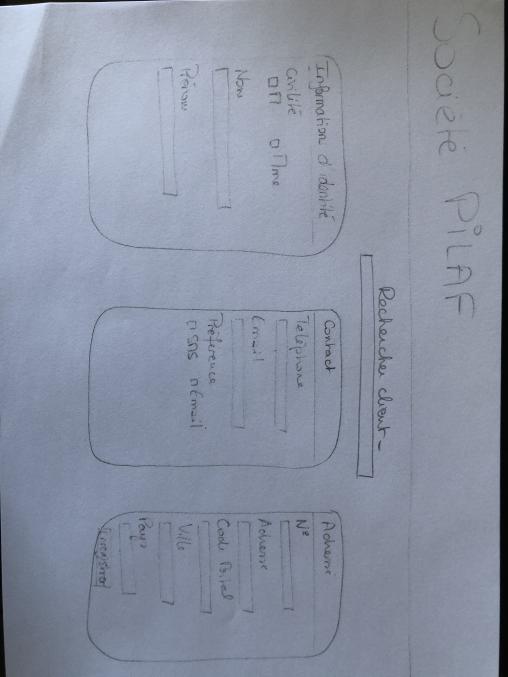 Société PILAF
Rechercher client
Information d'identité
Civilité
M Mme
Nom
Prénom
Contact
Téléphone
Email
Préférence
SMS Email
Adresse
N°
Adresse
Code Postal
Ville
Pays
Enregistrer